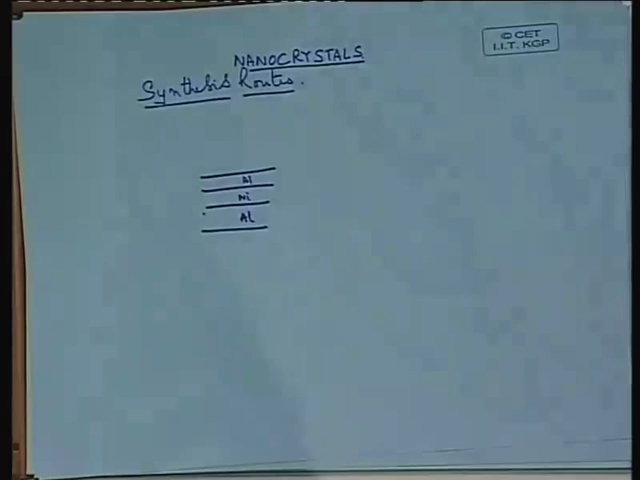 © CET
I.I.T. KGP
NANOCRYSTALS
Synthesis Routes.
Al
Ni
Al